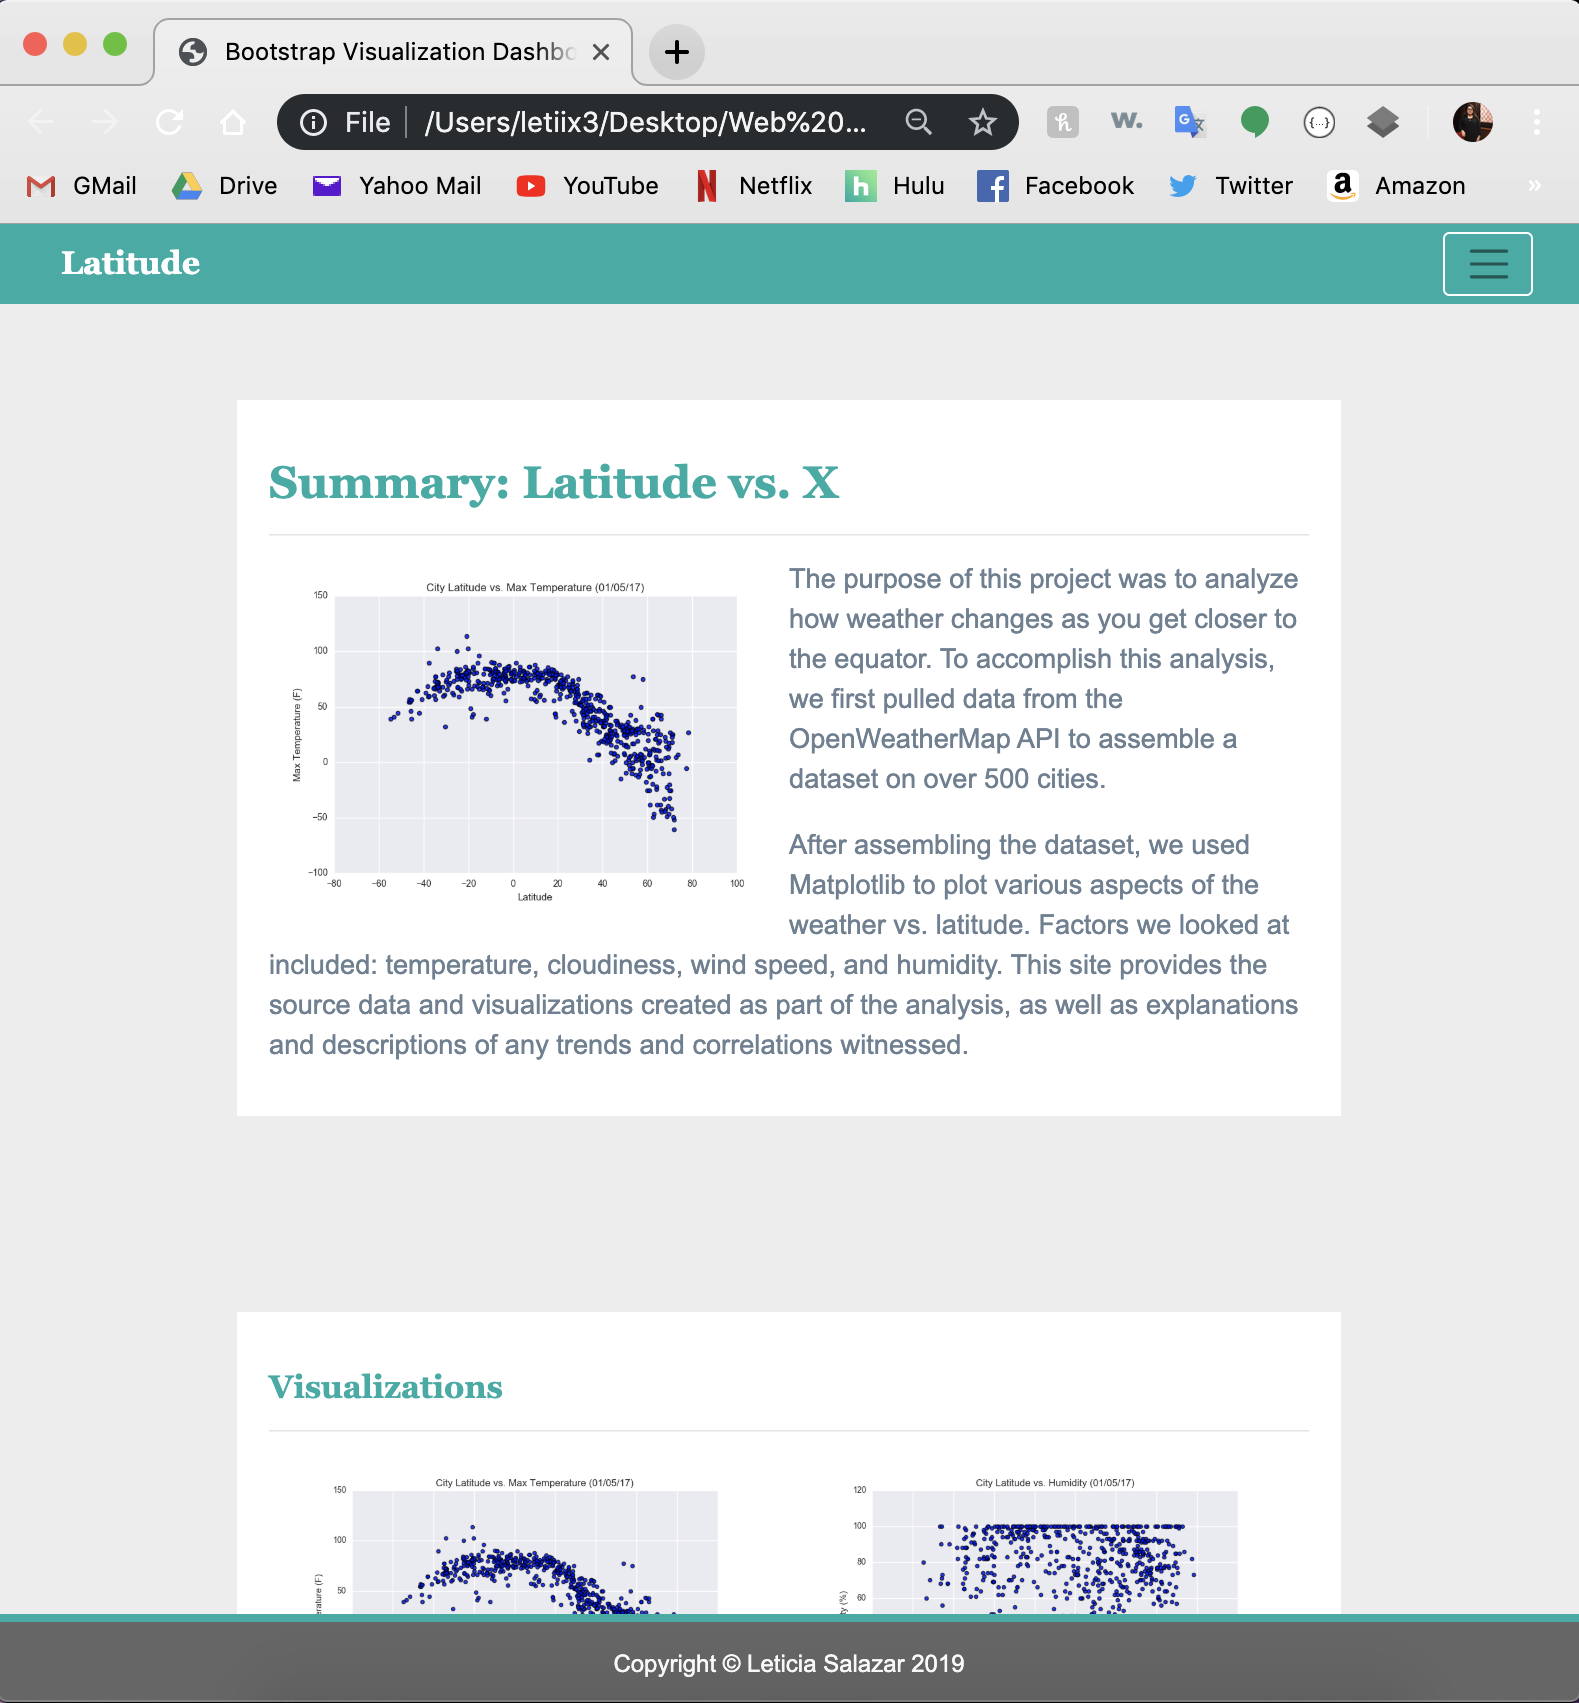 Bootstrap Visualization Dashbo
File /Users/letiix3/Desktop/Web%20...
W.
GMail Drive Yahoo Mail YouTube Netflix Hulu Facebook Twitter Amazon »
Latitude
Summary: Latitude vs. X
City Latitude vs. Max Temperature (01/05/17)
150
100
50
0
−50
−100
Max Temperature (F)
−80 −60 −40 −20 0 20 40 60 80 100
Latitude
The purpose of this project was to analyze
how weather changes as you get closer to
the equator. To accomplish this analysis,
we first pulled data from the
OpenWeatherMap API to assemble a
dataset on over 500 cities.
After assembling the dataset, we used
Matplotlib to plot various aspects of the
weather vs. latitude. Factors we looked at
included: temperature, cloudiness, wind speed, and humidity. This site provides the
source data and visualizations created as part of the analysis, as well as explanations
and descriptions of any trends and correlations witnessed.
Visualizations
City Latitude vs. Max Temperature (01/05/17)
150
100
50
erature (F)
City Latitude vs. Humidity (01/05/17)
120
100
80
60
ty (%)
Copyright © Leticia Salazar 2019